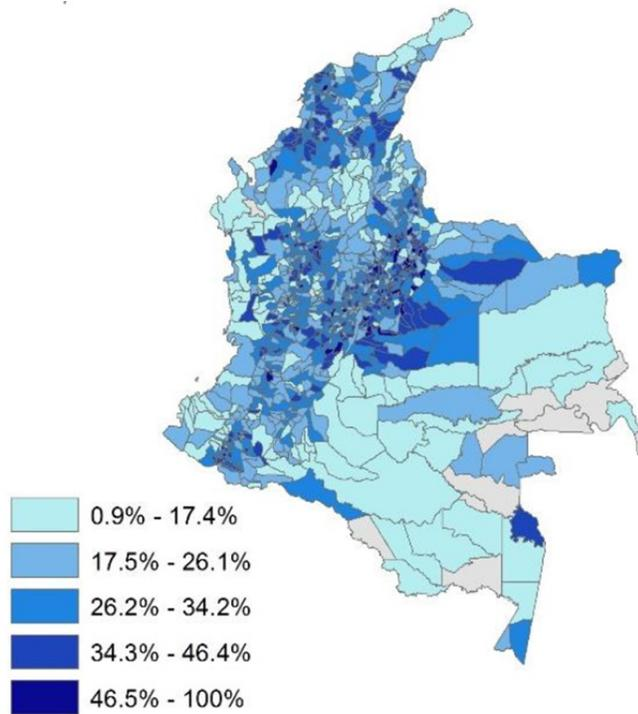 0.9% - 17.4%
17.5% - 26.1%
26.2% - 34.2%
34.3% - 46.4%
46.5% - 100%